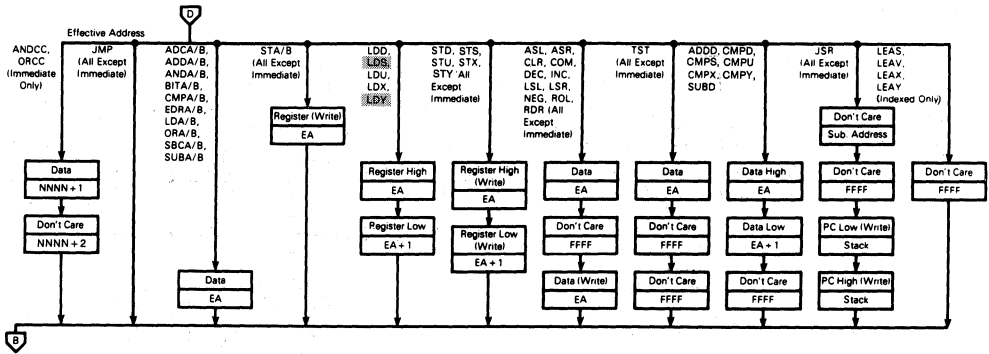 D
Effective Address
ANDCC,
ORCC
(Immediate
Only)
Data
NNNN + 1
Don't Care
NNNN + 2
JMP
(All Except
Immediate)
ADCA/B,
ADDA/B,
ANDA/B,
BITA/B,
CMPA/B,
EDRA/B,
LDA/B,
ORA/B,
SBCA/B,
SUBA/B
Data
EA
STA/B
(All Except
Immediate)
Register (Write)
EA
LDD,
LDS,
LDU,
LDX,
LDY,
Register High
EA
Register Low
EA + 1
STD, STS,
STU, STX,
STY 'All
Except
Immediate)
Register High
(Write)
EA
Register Low
(Write)
EA + 1
ASL, ASR,
CLR, COM,
DEC, INC,
LSL, LSR,
NEG, ROL,
RDR (All
Except
Immediate)
Data
EA
Don't Care
FFFF
Data (Write)
EA
TST
(All Except
Immediate)
Data
EA
Don't Care
FFFF
Don't Care
FFFF
ADDD, CMPD,
CMPS, CMPU
CMPX, CMPY,
SUBD
Data High
EA
Data Low
EA + 1
Don't Care
FFFF
JSR
(All Except
Immediate)
Don't Care
Sub. Address
Don't Care
FFFF
PC Low (Write)
Stack
PC High (Write)
Stack
LEAS,
LEAV,
LEAX,
LEAY
(Indexed Only)
Don't Care
FFFF
B